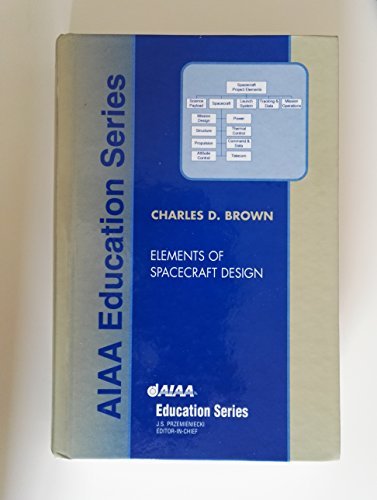 AIAA Education Series
Spacecraft
Project Elements
Science
Payload
Spacecraft
Launch
System
Tracking &
Data
Mission
Operations
Mission
Design
Power
Structure
Thermal
Control
Propulsion
Command &
Data
Attitude
Control
Telecom
CHARLES D. BROWN
ELEMENTS OF
SPACECRAFT DESIGN
AIAA
Education Series
J.S. PRZEMIENIECKI
EDITOR-IN-CHIEF